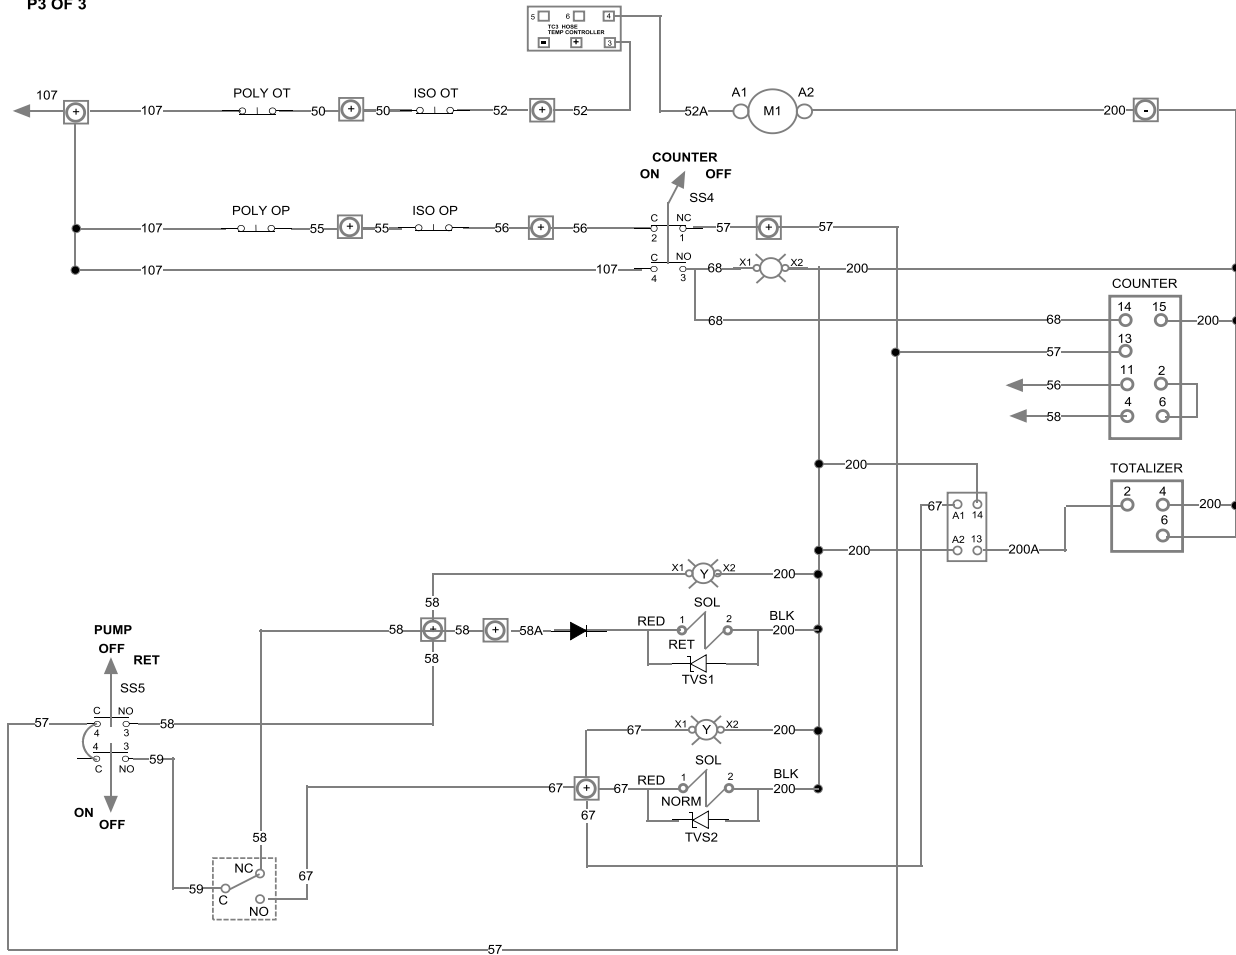 P3 OF 3
5 6 4
TC3 HOSE
TEMP CONTROLLER
- + 3
107 + 107 POLY OT 50 + 50 ISO OT 52 + 52
52A A1 M1 A2 200 -
COUNTER
ON OFF
SS4
107 POLY OP 55 + 55 ISO OP 56 + 56 C NC 57 + 57
2 1
107 107 C NO 68 X1 X2 200
4 3
COUNTER
14 15
68 68 200
13
57
11 2
56
4 6
58
200
TOTALIZER
67 A1 14 2 4 200
6
200 A2 13 200A
X1 Y X2 200
58
SOL
58 + 58 + 58A RED 1 2 BLK
200
RET
58
TVS1
PUMP
OFF
RET
SS5
57 C NO 58
4 3
4 3 59
C NO
ON
OFF
67 X1 Y X2 200
SOL
67 + 67 RED 1 2 BLK
200
NORM
67
TVS2
58
NC 67
59 C
NO
57